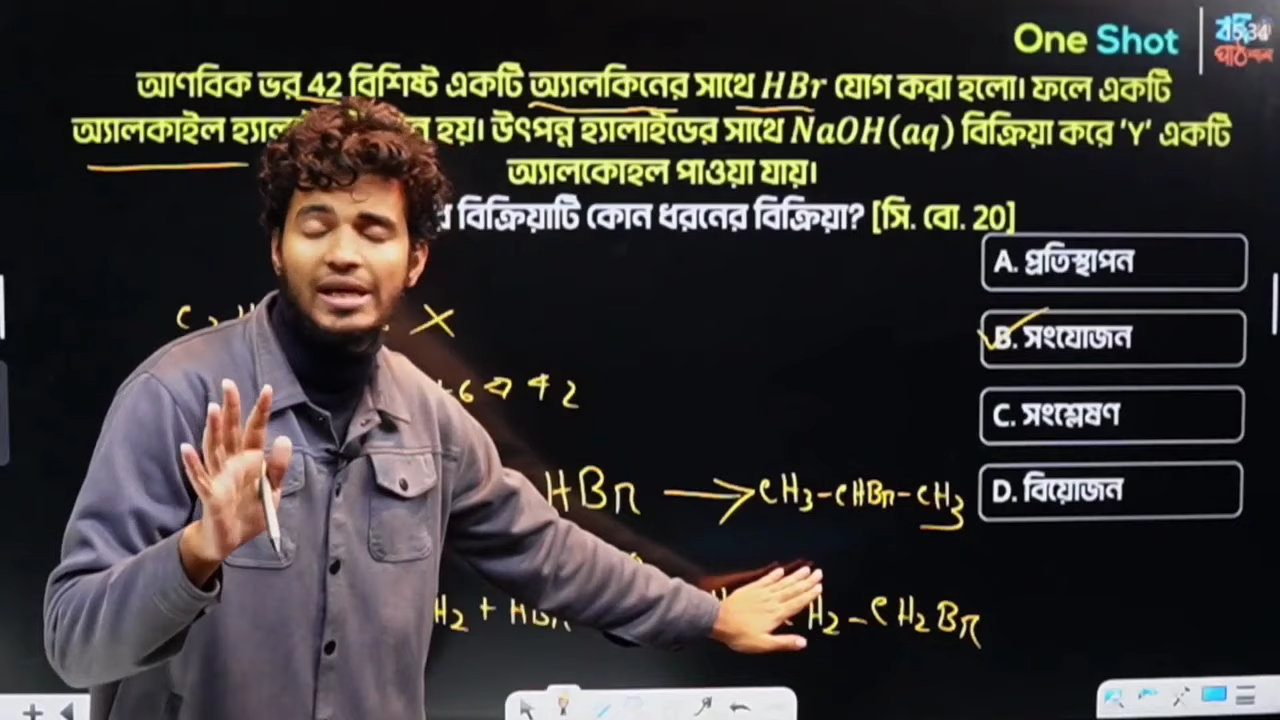 One Shot
আণবিক ভর 42 বিশিষ্ট একটি অ্যালকিনের সাথে HBr যোগ করা হলো। ফলে একটি
অ্যালকাইল হয়। উৎপন্ন হ্যালাইডের সাথে NaOH(aq) বিক্রিয়া করে ‘Y’ একটি
অ্যালকোহল পাওয়া যায়।
বিক্রিয়াটি কোন ধরনের বিক্রিয়া? [সি. বো. 20]
A. প্রতিস্থাপন
B. সংযোজন
C. সংশ্লেষণ
D. বিয়োজন
X
6 ⇒ 42
HBr → CH3-CHBr-CH3
H2 + HBr H2-CH2Br